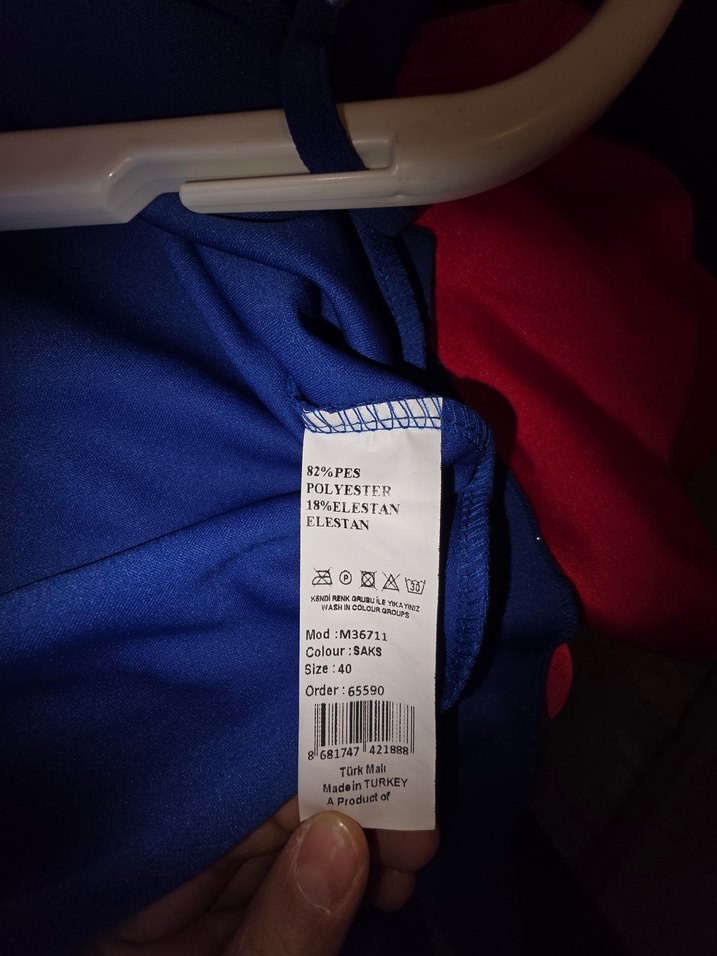 82%PES
POLYESTER
18%ELESTAN
ELESTAN
P
30
KENDİ RENK GRUBU İLE YIKAYINIZ
WASH IN COLOUR GROUPS
Mod : M36711
Colour : SAKS
Size : 40
Order : 65590
8 681747 421888
Türk Malı
Made in TURKEY
A Product of